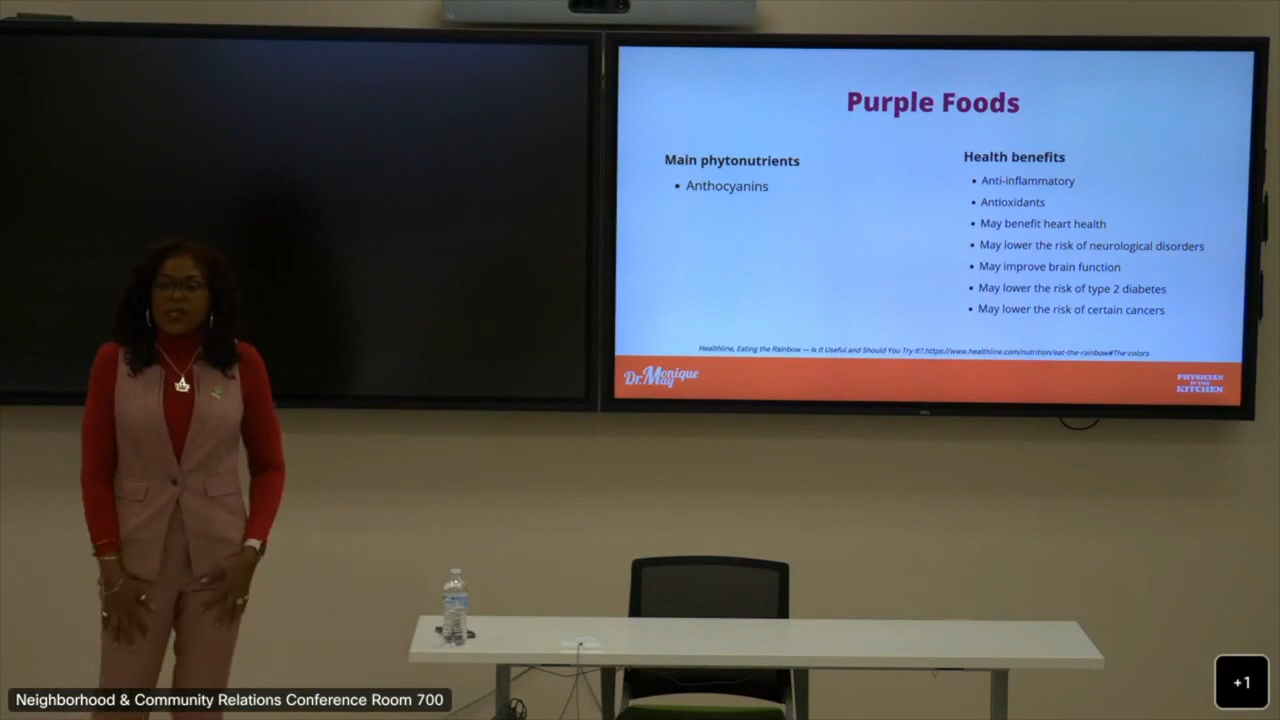 Purple Foods
Main phytonutrients
• Anthocyanins
Health benefits
• Anti-inflammatory
• Antioxidants
• May benefit heart health
• May lower the risk of neurological disorders
• May improve brain function
• May lower the risk of type 2 diabetes
• May lower the risk of certain cancers
Healthline, Eating the Rainbow — Is It Useful and Should You Try It?.https://www.healthline.com/nutrition/eat-the-rainbow#The-colors
Dr. Monique
May
PHYSICIAN
IN THE
KITCHEN
DELL
Neighborhood & Community Relations Conference Room 700
+1